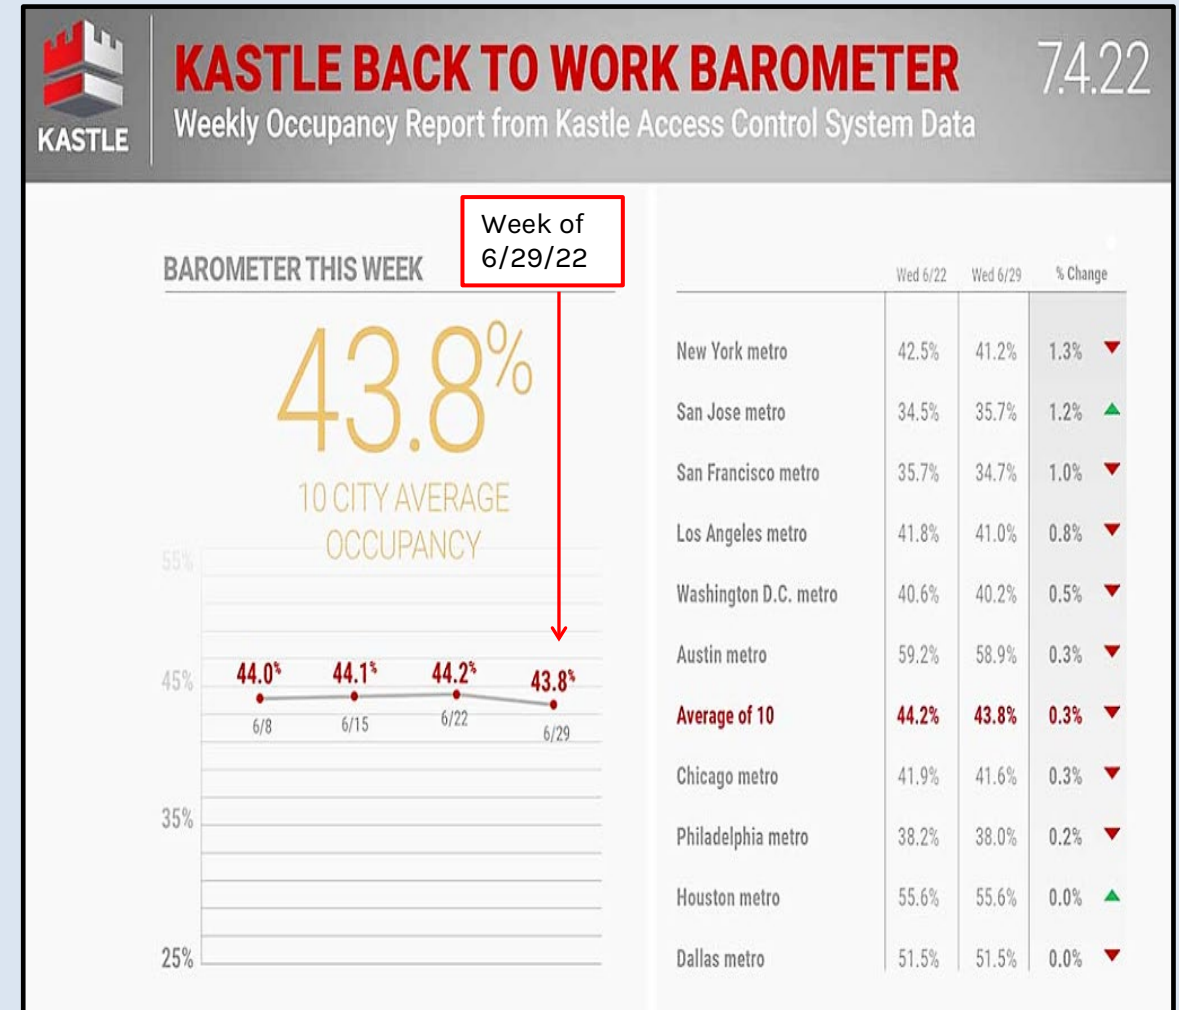 KASTLE
KASTLE BACK TO WORK BAROMETER
7.4.22
Weekly Occupancy Report from Kastle Access Control System Data
Week of
6/29/22
BAROMETER THIS WEEK
43.8%
10 CITY AVERAGE
OCCUPANCY
55%
45%
35%
25%
44.0% 44.1% 44.2% 43.8%
6/8 6/15 6/22 6/29
Wed 6/22 Wed 6/29 % Change
New York metro 42.5% 41.2% 1.3%
San Jose metro 34.5% 35.7% 1.2%
San Francisco metro 35.7% 34.7% 1.0%
Los Angeles metro 41.8% 41.0% 0.8%
Washington D.C. metro 40.6% 40.2% 0.5%
Austin metro 59.2% 58.9% 0.3%
Average of 10 44.2% 43.8% 0.3%
Chicago metro 41.9% 41.6% 0.3%
Philadelphia metro 38.2% 38.0% 0.2%
Houston metro 55.6% 55.6% 0.0%
Dallas metro 51.5% 51.5% 0.0%